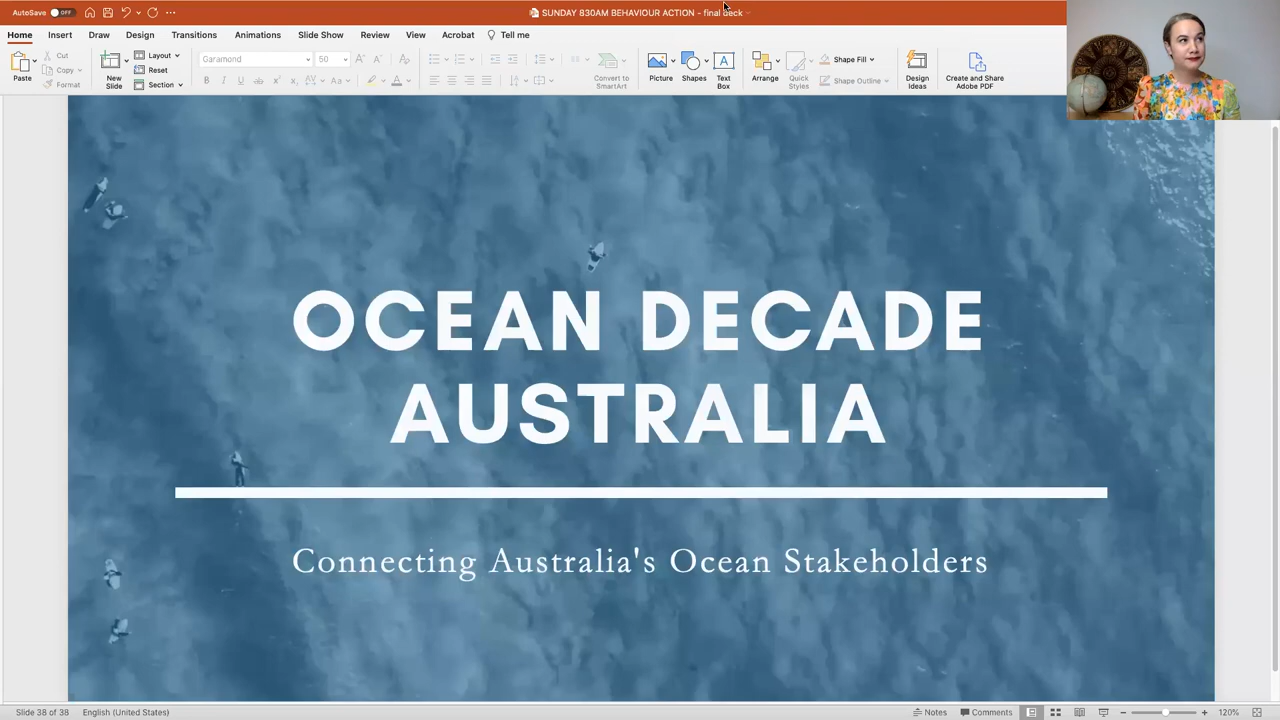 AutoSave OFF
SUNDAY 830AM BEHAVIOUR ACTION - final deck
Home Insert Draw Design Transitions Animations Slide Show Review View Acrobat Tell me
Paste
Cut
Copy
Format
New Slide
Layout
Reset
Section
Garamond 50
Convert to SmartArt
Picture
Shapes
Text Box
Arrange
Quick Styles
Shape Fill
Shape Outline
Design Ideas
Create and Share Adobe PDF
OCEAN DECADE
AUSTRALIA
Connecting Australia's Ocean Stakeholders
Slide 38 of 38 English (United States) Notes Comments 120%